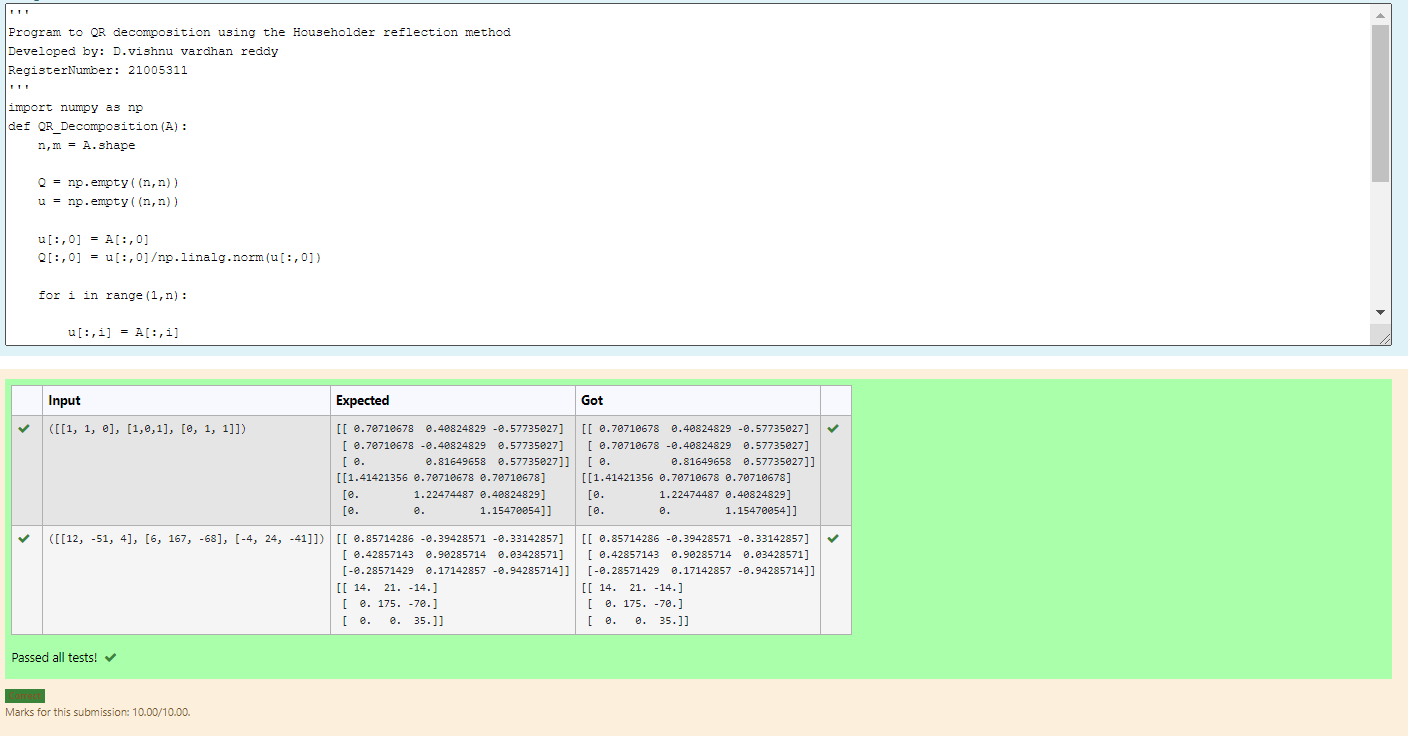 '''
Program to QR decomposition using the Householder reflection method
Developed by: D.vishnu vardhan reddy
RegisterNumber: 21005311
'''
import numpy as np
def QR_Decomposition(A):
    n,m = A.shape
    Q = np.empty((n,n))
    u = np.empty((n,n))
    u[:,0] = A[:,0]
    Q[:,0] = u[:,0]/np.linalg.norm(u[:,0])
    for i in range(1,n):
        u[:,i] = A[:,i]
Input
Expected
Got
([[1, 1, 0], [1,0,1], [0, 1, 1]])
[[ 0.70710678  0.40824829 -0.57735027]
 [ 0.70710678 -0.40824829  0.57735027]
 [ 0.          0.81649658  0.57735027]]
[[1.41421356 0.70710678 0.70710678]
 [0.         1.22474487 0.40824829]
 [0.         0.         1.15470054]]
[[ 0.70710678  0.40824829 -0.57735027]
 [ 0.70710678 -0.40824829  0.57735027]
 [ 0.          0.81649658  0.57735027]]
[[1.41421356 0.70710678 0.70710678]
 [0.         1.22474487 0.40824829]
 [0.         0.         1.15470054]]
([[12, -51, 4], [6, 167, -68], [-4, 24, -41]])
[[ 0.85714286 -0.39428571 -0.33142857]
 [ 0.42857143  0.90285714  0.03428571]
 [-0.28571429  0.17142857 -0.94285714]]
[[ 14.  21. -14.]
 [  0. 175. -70.]
 [  0.   0.  35.]]
[[ 0.85714286 -0.39428571 -0.33142857]
 [ 0.42857143  0.90285714  0.03428571]
 [-0.28571429  0.17142857 -0.94285714]]
[[ 14.  21. -14.]
 [  0. 175. -70.]
 [  0.   0.  35.]]
Passed all tests!
Marks for this submission: 10.00/10.00.